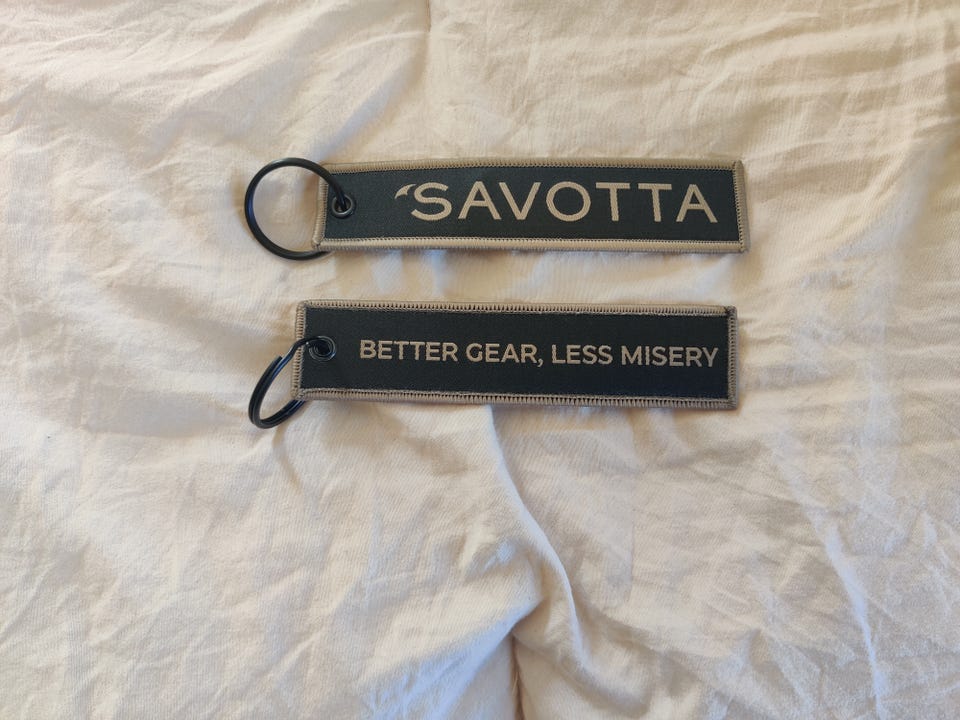 SAVOTTA
BETTER GEAR, LESS MISERY